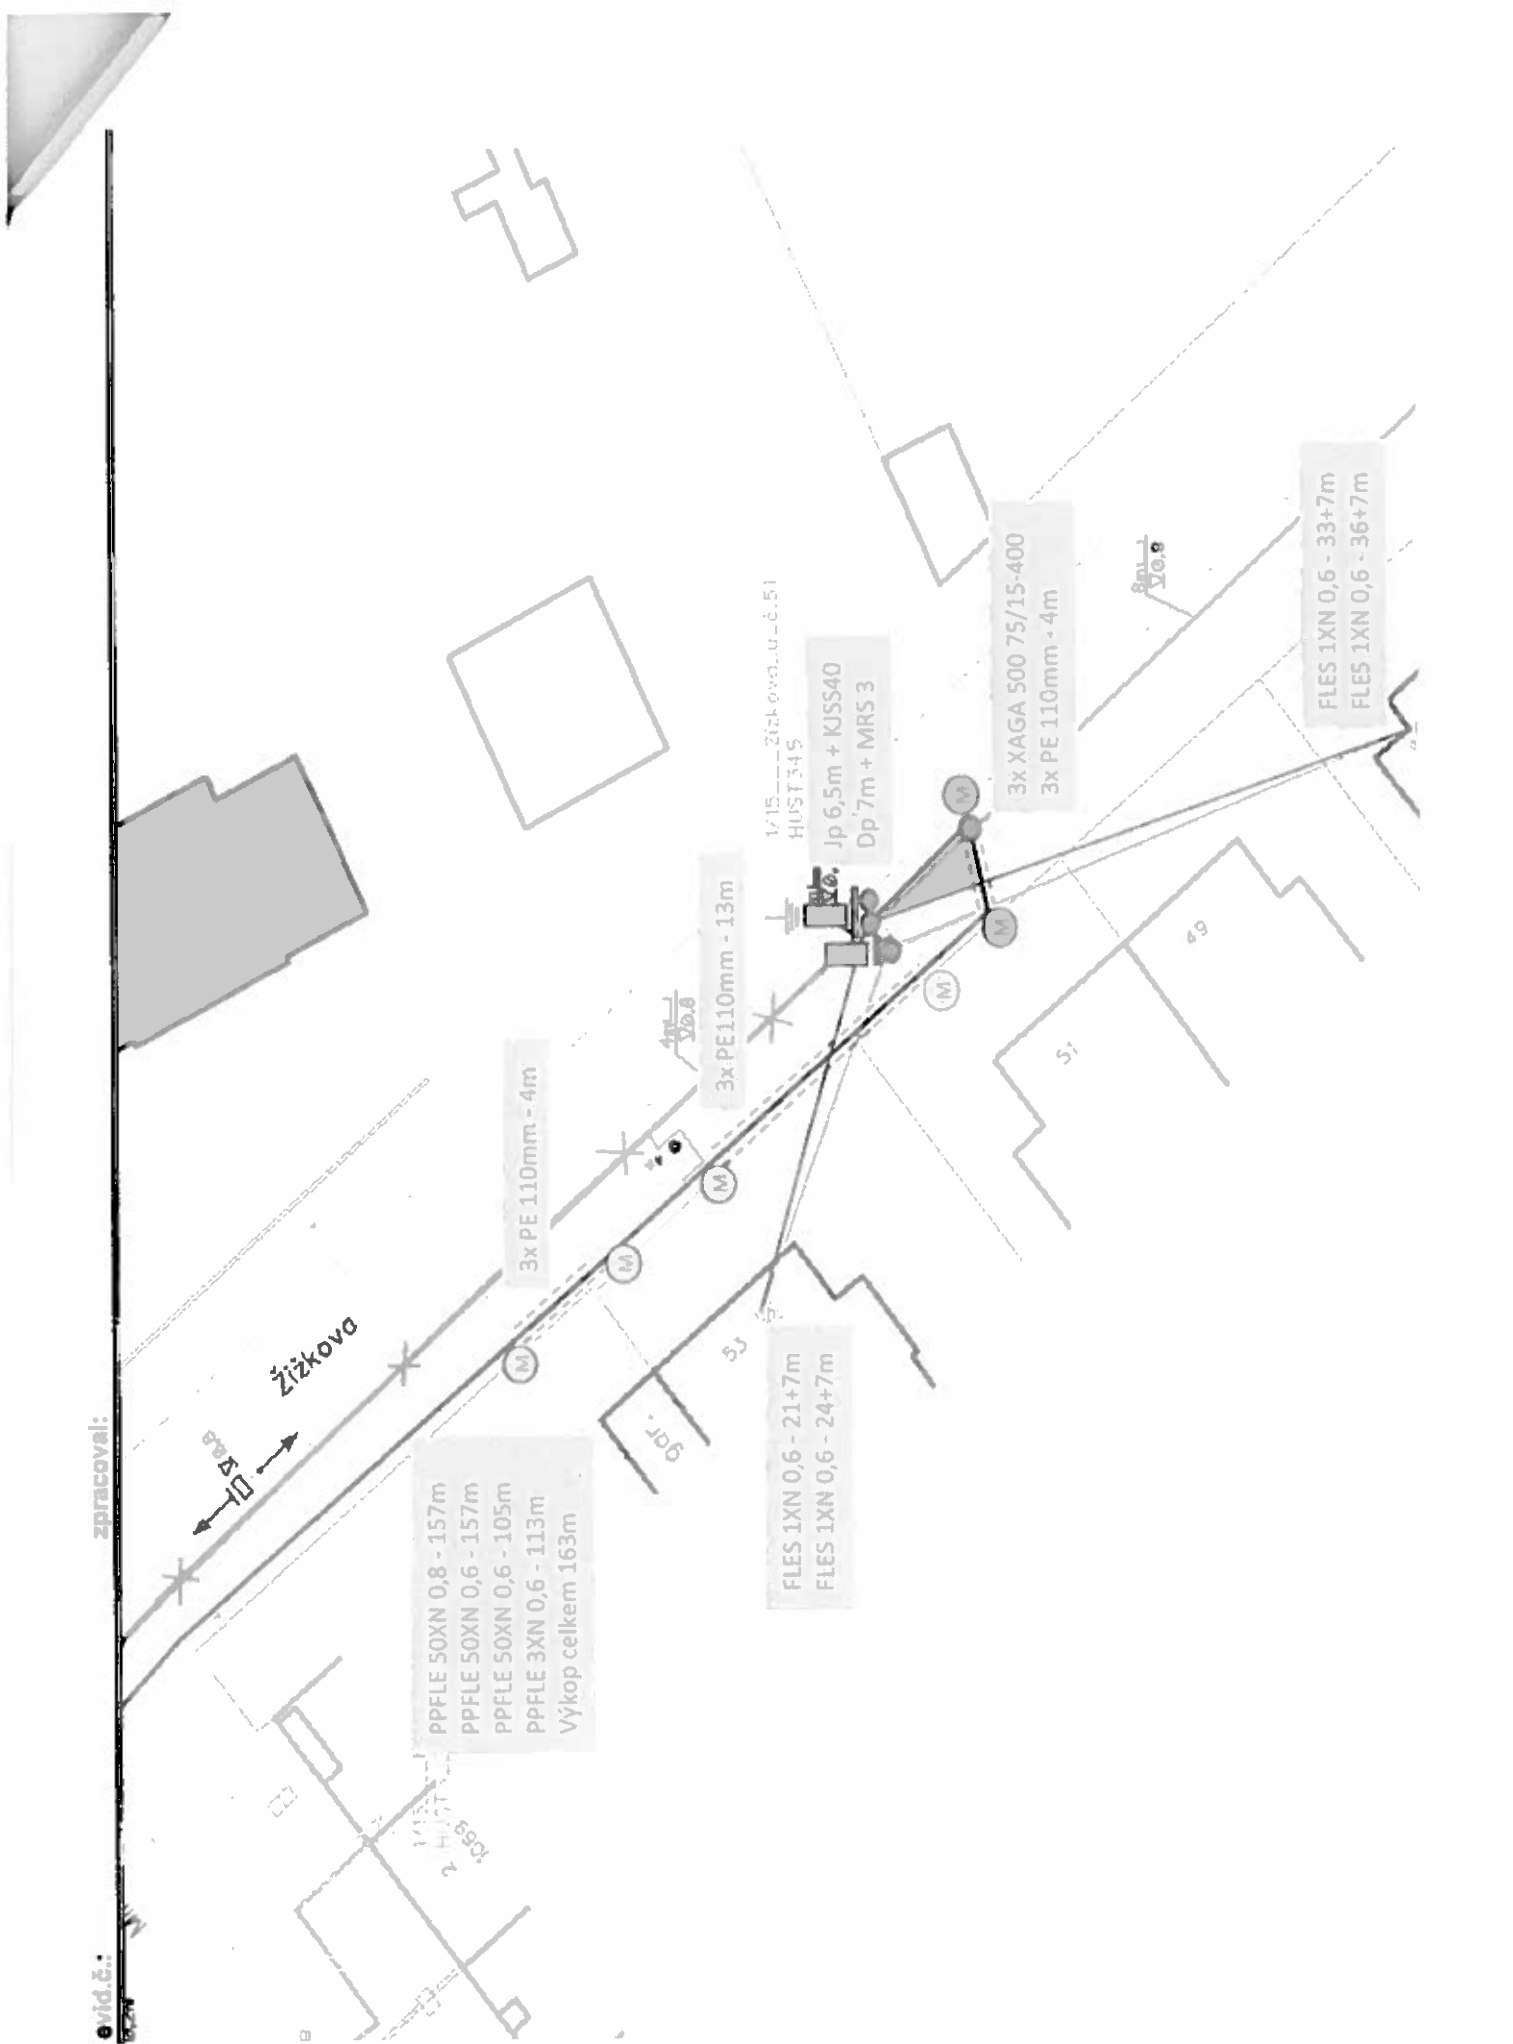 evid.č.:
zpracoval:
Žižkova
PPFLE 50XN 0,8 - 157m
PPFLE 50XN 0,6 - 157m
PPFLE 50XN 0,6 - 105m
PPFLE 3XN 0,6 - 113m
Výkop celkem 163m
3x PE 110mm - 4m
3x PE110mm - 13m
HUST345
Jp 6,5m + KJSS40
Dp 7m + MRS 3
3x XAGA 500 75/15-400
3x PE 110mm - 4m
FLES 1XN 0,6 - 33+7m
FLES 1XN 0,6 - 36+7m
FLES 1XN 0,6 - 21+7m
FLES 1XN 0,6 - 24+7m
M
M
M
M
M
M
gar.
53
51
49